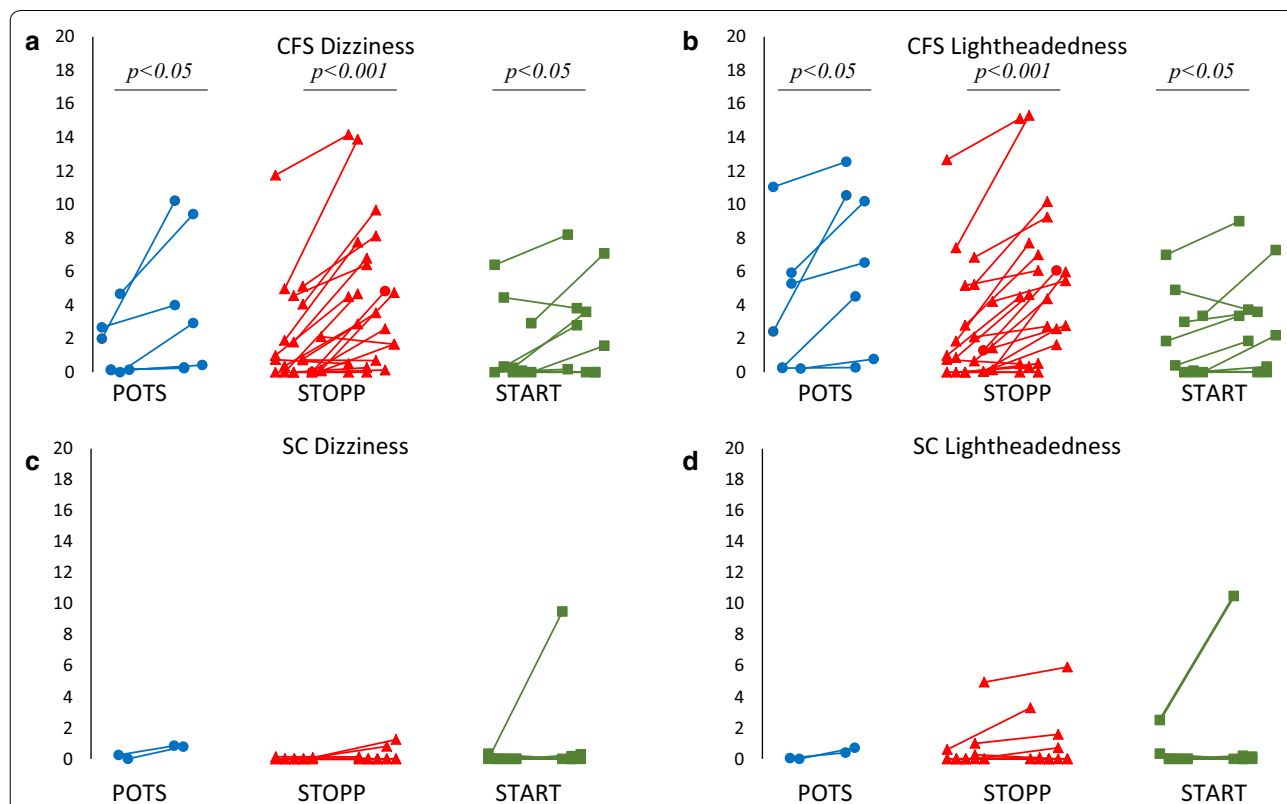 a
CFS Dizziness
20
18
16
14
12
10
8
6
4
2
0
p<0.05
p<0.001
p<0.05
POTS
STOPP
START
b
CFS Lightheadedness
20
18
16
14
12
10
8
6
4
2
0
p<0.05
p<0.001
p<0.05
POTS
STOPP
START
c
SC Dizziness
20
18
16
14
12
10
8
6
4
2
0
POTS
STOPP
START
d
SC Lightheadedness
20
18
16
14
12
10
8
6
4
2
0
POTS
STOPP
START